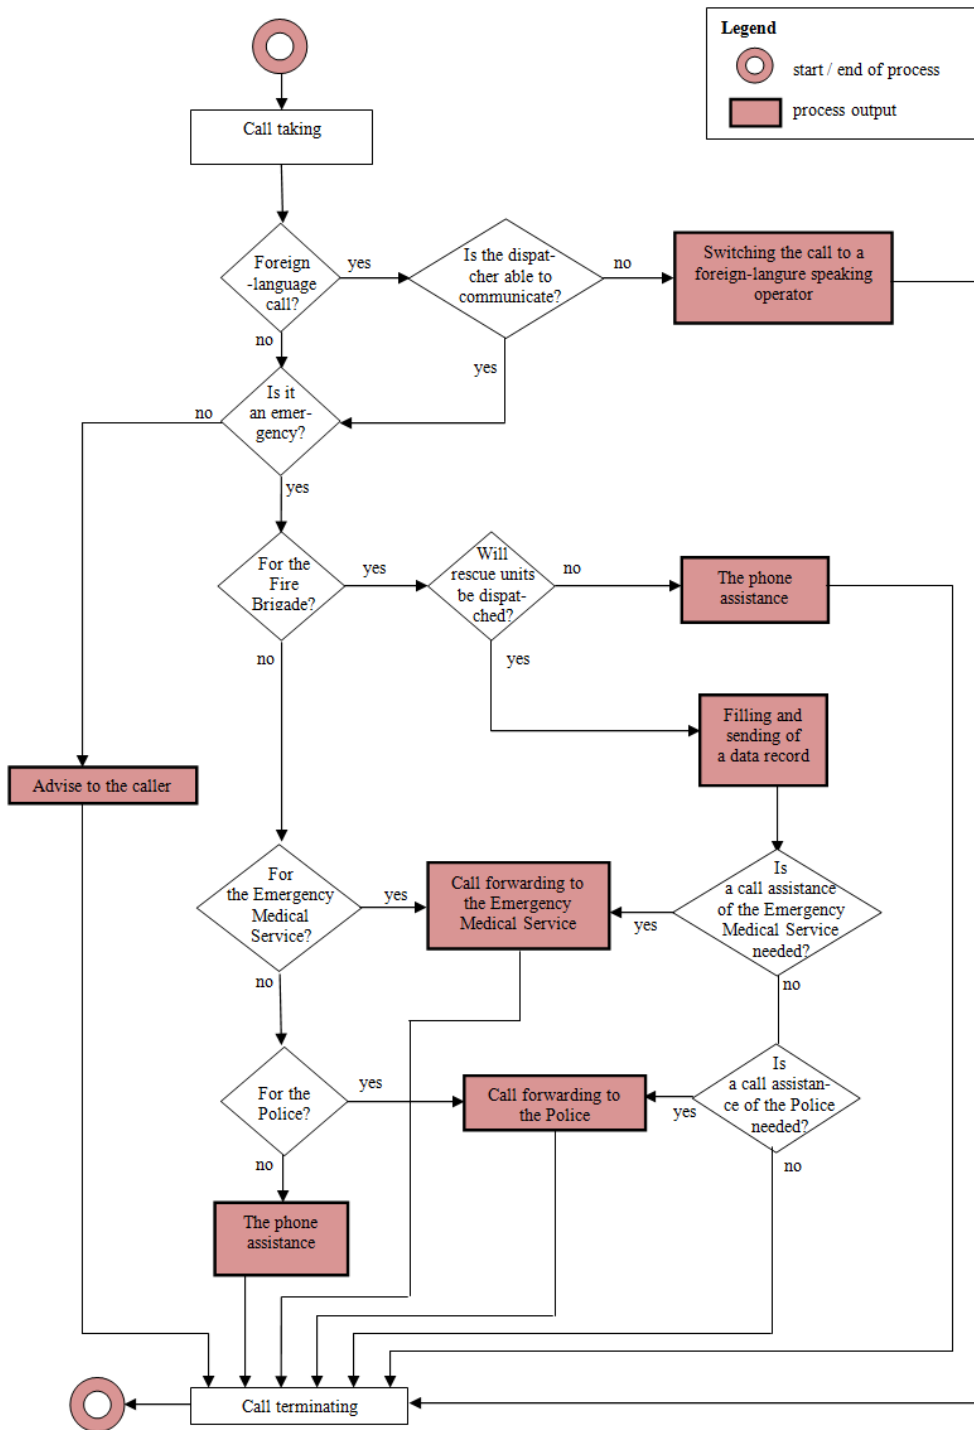 Legend
start / end of process
process output
Call taking
Foreign
-language
call?
yes
Is the dispat-
cher able to
communicate?
no
Switching the call to a
foreign-langure speaking
operator
no
yes
Is it
an emer-
gency?
no
yes
For the
Fire
Brigade?
yes
Will
rescue units
be dispat-
ched?
no
The phone
assistance
no
yes
Filling and
sending of
a data record
Advise to the caller
For
the Emergency
Medical
Service?
yes
Call forwarding to
the Emergency
Medical Service
yes
Is
a call assistance
of the Emergency
Medical Service
needed?
no
no
For the
Police?
yes
Call forwarding to
the Police
yes
Is
a call assistan-
ce of the Police
needed?
no
no
The phone
assistance
Call terminating